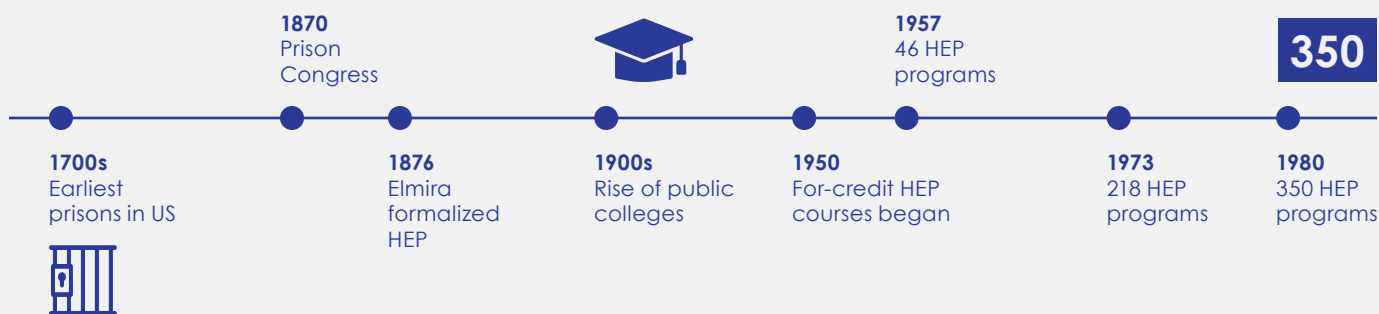 1870
Prison
Congress
1957
46 HEP
programs
350
1700s
Earliest
prisons in US
1876
Elmira
formalized
HEP
1900s
Rise of public
colleges
1950
For-credit HEP
courses began
1973
218 HEP
programs
1980
350 HEP
programs